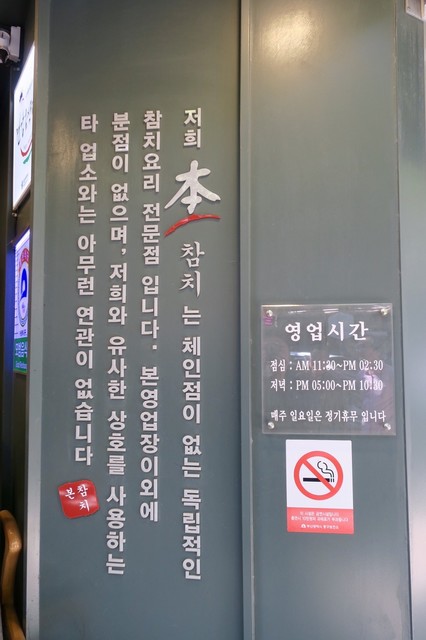 저희 本 참치 는 체인점이 없는 독립적인
참치요리 전문점 입니다. 본영업장이외에
분점이 없으며, 저희와 유사한 상호를 사용하는
타 업소와는 아무런 연관이 없습니다
본참치
영업시간
점심 : AM 11:30~PM 02:30
저녁 : PM 05:00~PM 10:30
매주 일요일은 정기휴무 입니다